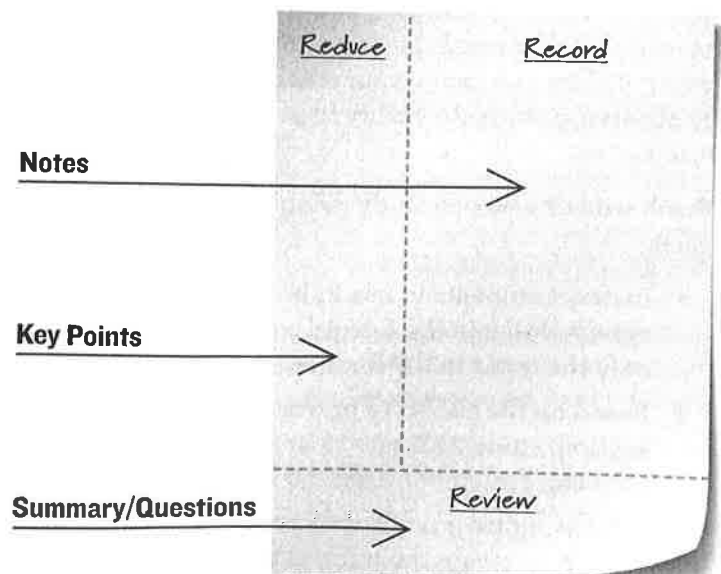 Reduce
Record
Notes
Key Points
Summary/Questions
Review